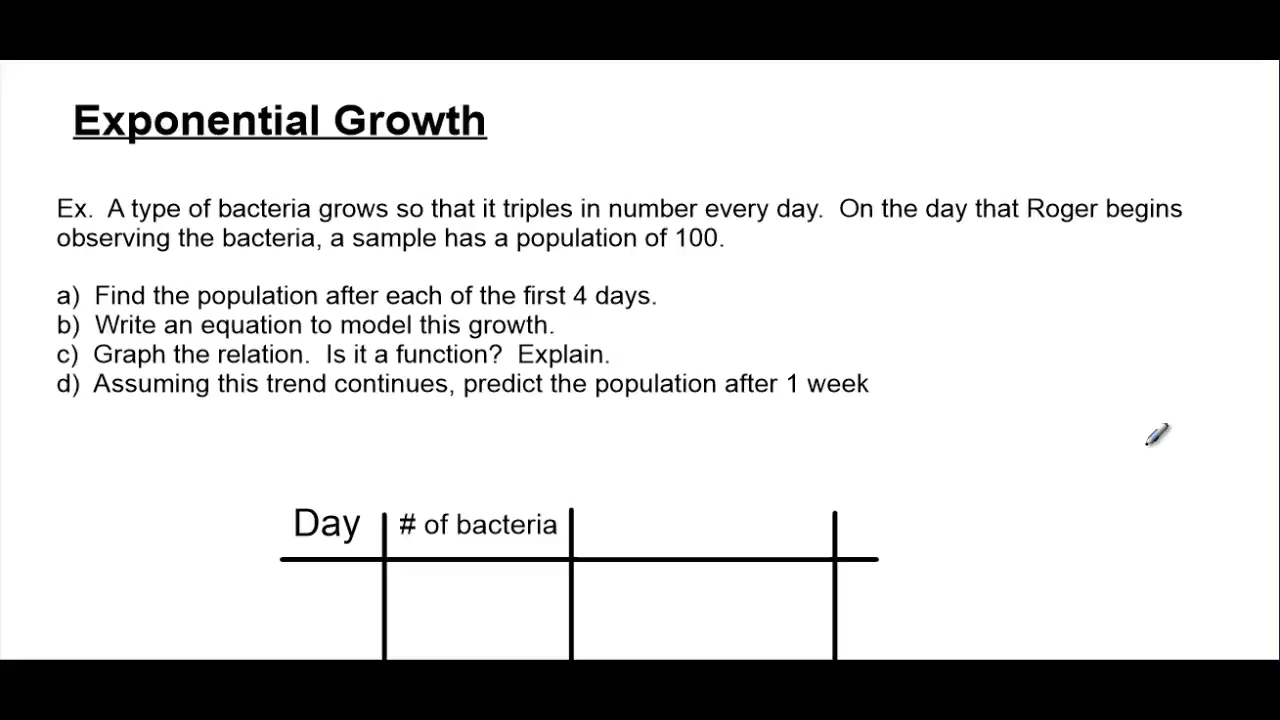 Exponential Growth
Ex.  A type of bacteria grows so that it triples in number every day.  On the day that Roger begins
observing the bacteria, a sample has a population of 100.
a)  Find the population after each of the first 4 days.
b)  Write an equation to model this growth.
c)  Graph the relation.  Is it a function?  Explain.
d)  Assuming this trend continues, predict the population after 1 week
Day # of bacteria